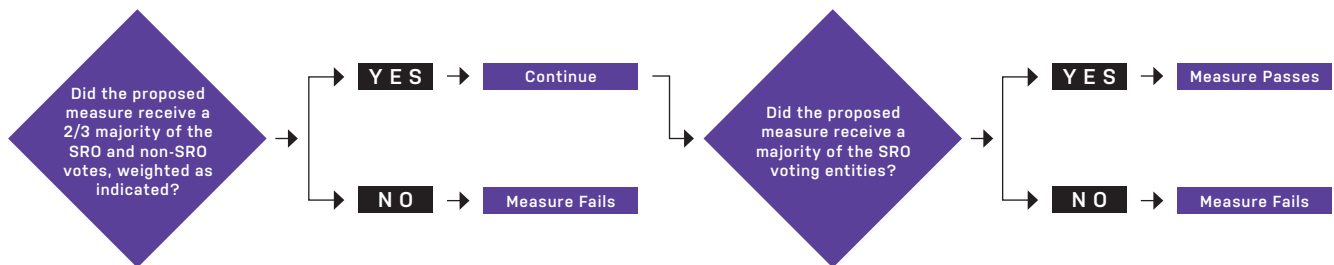 Did the proposed
measure receive a
2/3 majority of the
SRO and non-SRO
votes, weighted as
indicated?
YES
Continue
NO
Measure Fails
Did the proposed
measure receive a
majority of the SRO
voting entities?
YES
Measure Passes
NO
Measure Fails